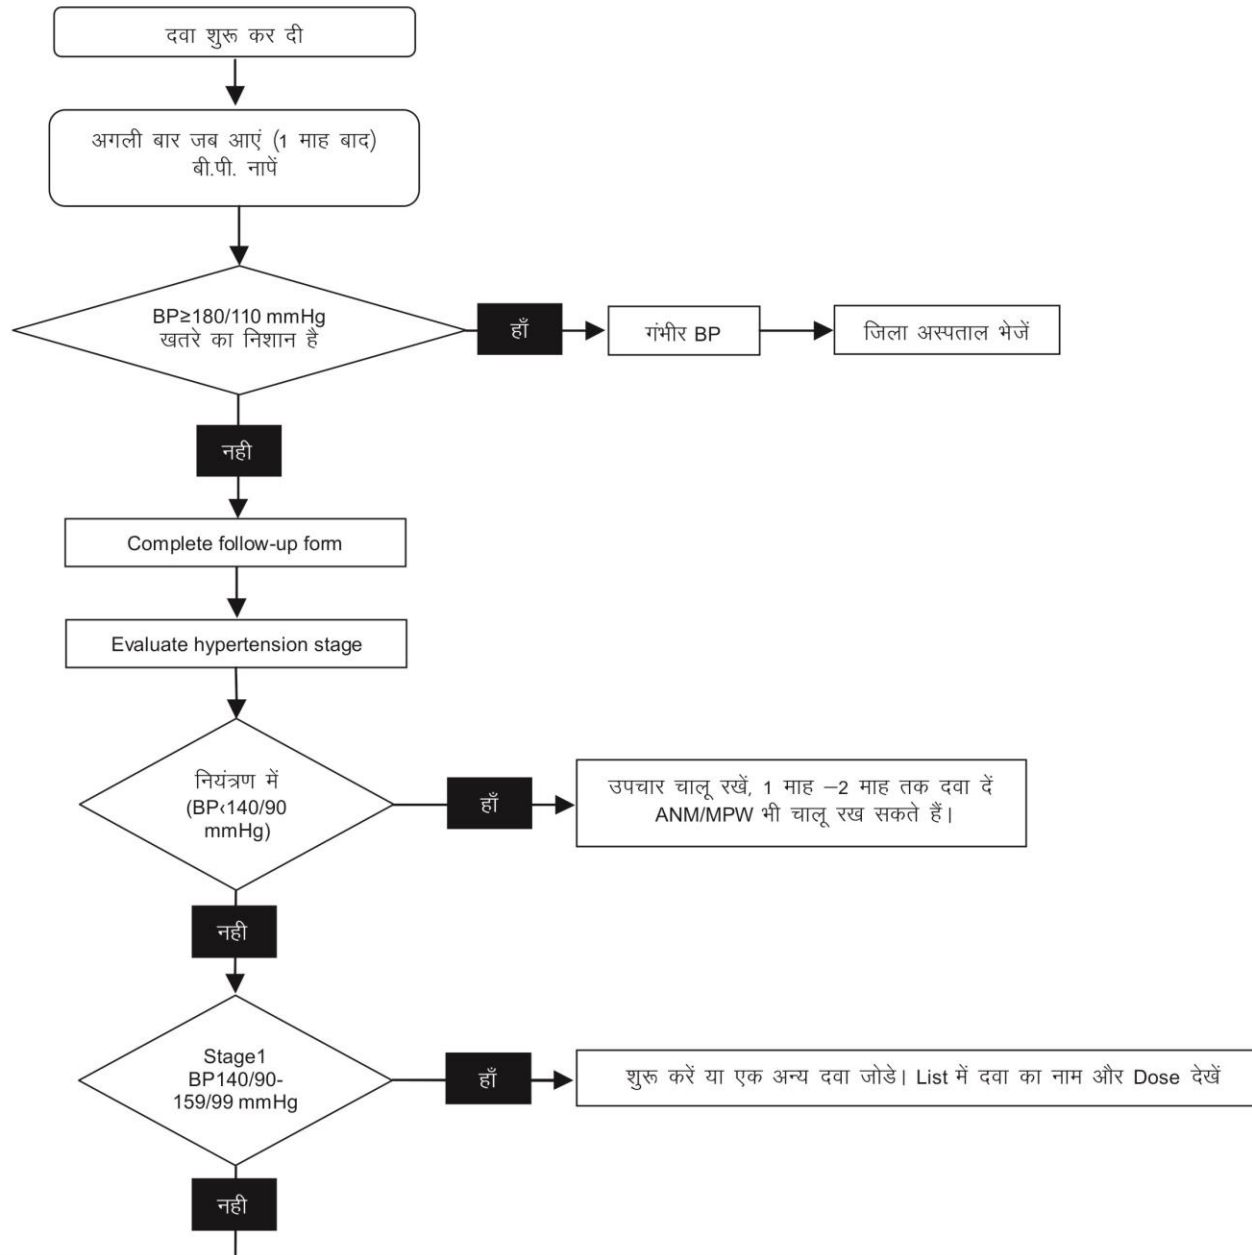 दवा शुरू कर दी
अगली बार जब आएं (1 माह बाद)
बी.पी. नापें
BP≥180/110 mmHg
खतरे का निशान है
हाँ
गंभीर BP
जिला अस्पताल भेजें
नही
Complete follow-up form
Evaluate hypertension stage
नियंत्रण में
(BP<140/90
mmHg)
हाँ
उपचार चालू रखें, 1 माह –2 माह तक दवा दें
ANM/MPW भी चालू रख सकते हैं।
नही
Stage1
BP140/90-
159/99 mmHg
हाँ
शुरू करें या एक अन्य दवा जोडे। List में दवा का नाम और Dose देखें
नही